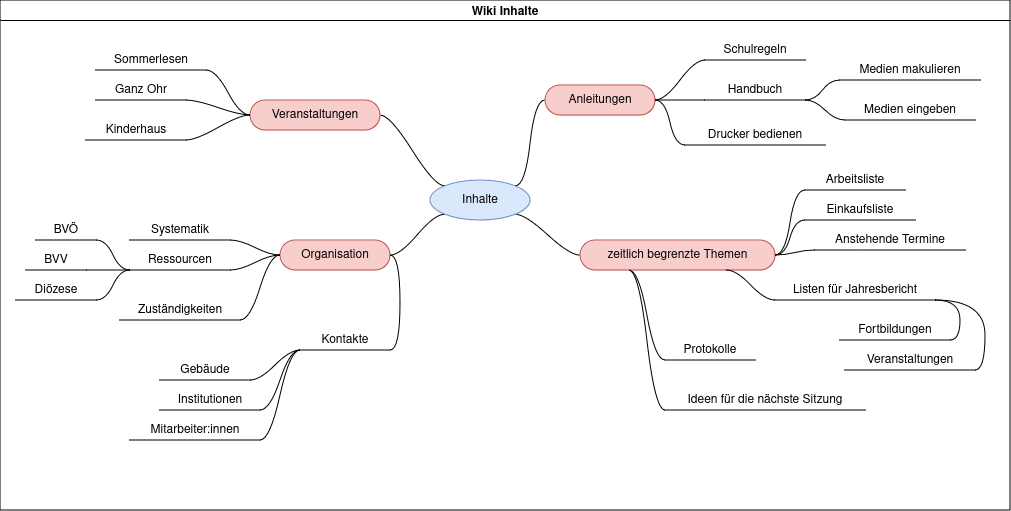 Wiki Inhalte
Inhalte
Veranstaltungen
Sommerlesen
Ganz Ohr
Kinderhaus
Organisation
Systematik
Ressourcen
BVÖ
BVV
Diözese
Zuständigkeiten
Kontakte
Gebäude
Institutionen
Mitarbeiter:innen
Anleitungen
Schulregeln
Handbuch
Medien makulieren
Medien eingeben
Drucker bedienen
zeitlich begrenzte Themen
Arbeitsliste
Einkaufsliste
Anstehende Termine
Listen für Jahresbericht
Fortbildungen
Veranstaltungen
Protokolle
Ideen für die nächste Sitzung